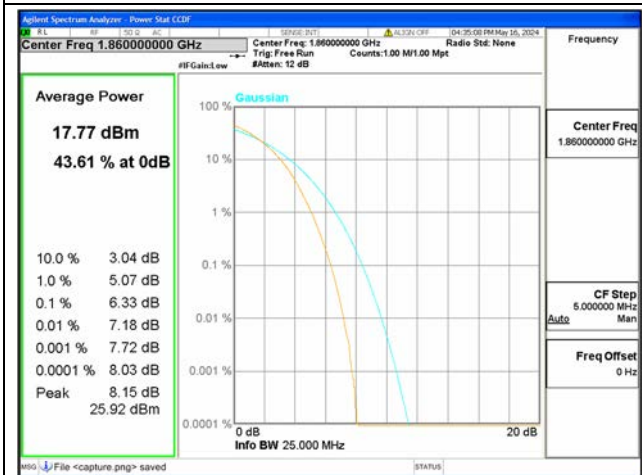 Agilent Spectrum Analyzer - Power Stat CCDF
RL RF 50 Ω AC SENSE:INT ALIGN OFF 04:35:08 PM May 16, 2024
Center Freq 1.860000000 GHz
Center Freq: 1.860000000 GHz Radio Std: None
Trig: Free Run Counts:1.00 M/1.00 Mpt
#IFGain:Low #Atten: 12 dB
Frequency
Average Power
17.77 dBm
43.61 % at 0dB
10.0 % 3.04 dB
1.0 % 5.07 dB
0.1 % 6.33 dB
0.01 % 7.18 dB
0.001 % 7.72 dB
0.0001 % 8.03 dB
Peak 8.15 dB
25.92 dBm
Gaussian
100 %
10 %
1 %
0.1 %
0.01 %
0.001 %
0.0001 %
0 dB 20 dB
Info BW 25.000 MHz
Center Freq
1.860000000 GHz
CF Step
5.000000 MHz
Auto Man
Freq Offset
0 Hz
MSG File <capture.png> saved STATUS